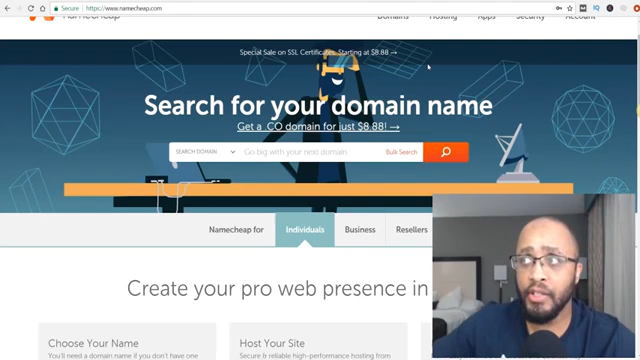 Secure
https://www.namecheap.com
Domains
Hosting
Apps
Security
Account
Special Sale on SSL Certificates. Starting at $8.88 →
Search for your domain name
Get a .CO domain for just $8.88! →
SEARCH DOMAIN
Go big with your next domain
Bulk Search
Namecheap for
Individuals
Business
Resellers
Create your pro web presence in
Choose Your Name
Host Your Site
You'll need a domain name if you don't have one
Secure & reliable high-performance hosting from